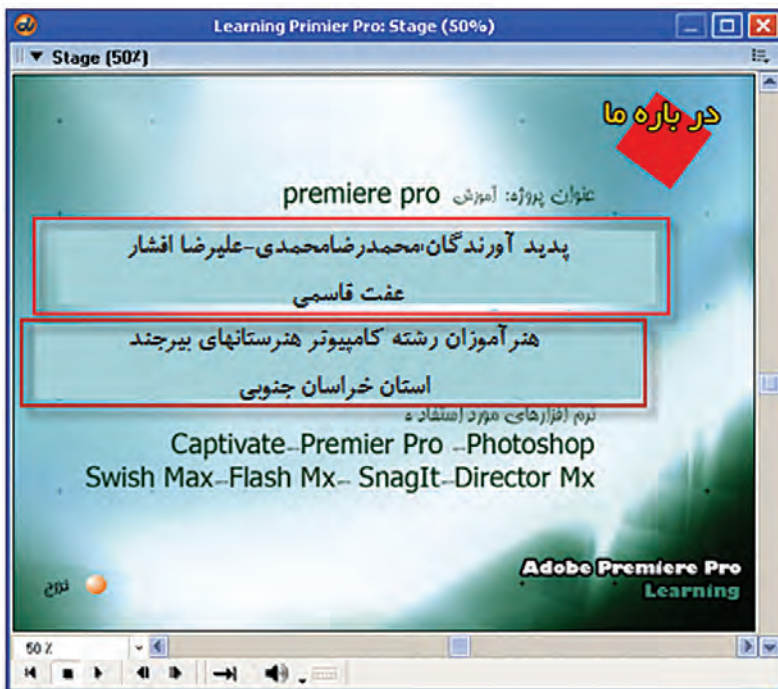 Learning Primier Pro: Stage (50%)
Stage (50%)
در باره ما
عنوان پروژه: آموزش premiere pro
پدید آورندگان:محمدرضامحمدی-علیرضا افشار
عفت قاسمی
هنرآموزان رشته کامپیوتر هنرستانهای بیرجند
استان خراسان جنوبی
نرم افزارهای مورد استفاده
Captivate--Premier Pro --Photoshop
Swish Max--Flash Mx-- SnagIt--Director Mx
خروج
Adobe Premiere Pro
Learning
50 %